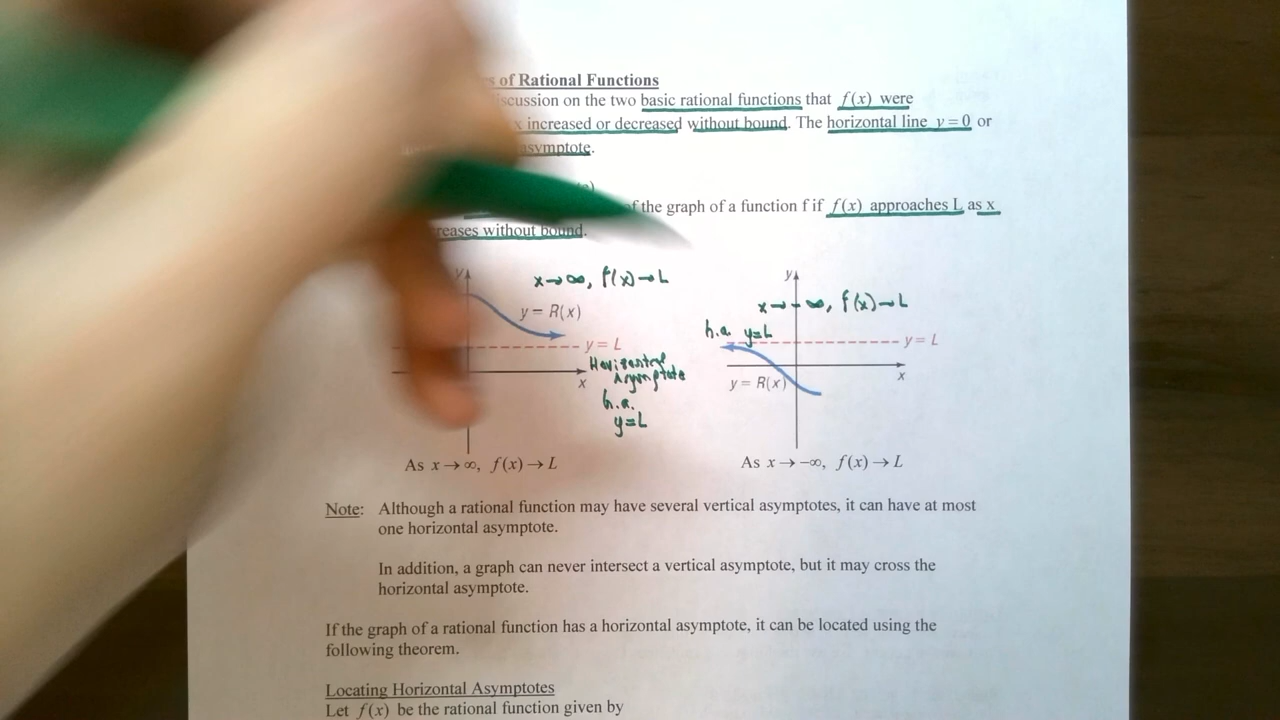 of Rational Functions
discussion on the two basic rational functions that f(x) were
x increased or decreased without bound. The horizontal line y = 0 or
asymptote.
of the graph of a function f if f(x) approaches L as x
without bound.
y
x→∞, f(x)→L
y = R(x)
y = L
Horizontal
Asymptote
x
h.a.
y=L
As x→∞, f(x)→L
y
x→-∞, f(x)→L
h.a. y=L
y = L
x
y = R(x)
As x→−∞, f(x)→L
Note: Although a rational function may have several vertical asymptotes, it can have at most
one horizontal asymptote.
In addition, a graph can never intersect a vertical asymptote, but it may cross the
horizontal asymptote.
If the graph of a rational function has a horizontal asymptote, it can be located using the
following theorem.
Locating Horizontal Asymptotes
Let f(x) be the rational function given by